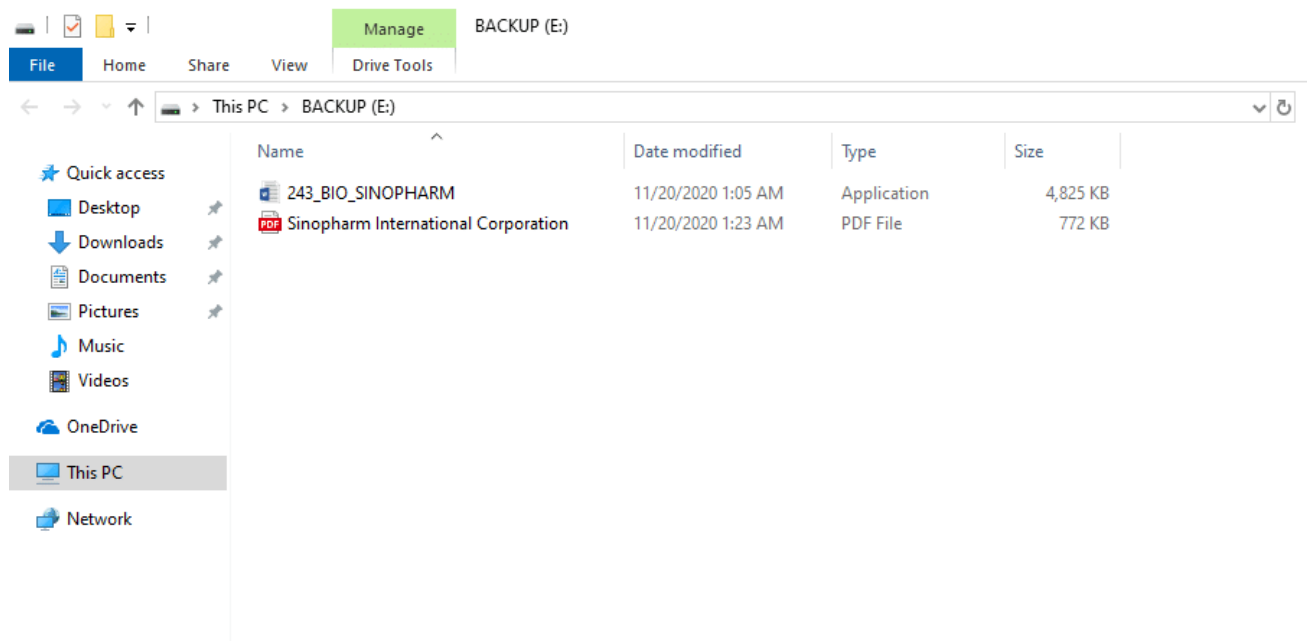 Manage BACKUP (E:)
File Home Share View Drive Tools
This PC > BACKUP (E:)
Name Date modified Type Size
Quick access
Desktop
Downloads
Documents
Pictures
Music
Videos
OneDrive
This PC
Network
243_BIO_SINOPHARM 11/20/2020 1:05 AM Application 4,825 KB
PDF Sinopharm International Corporation 11/20/2020 1:23 AM PDF File 772 KB